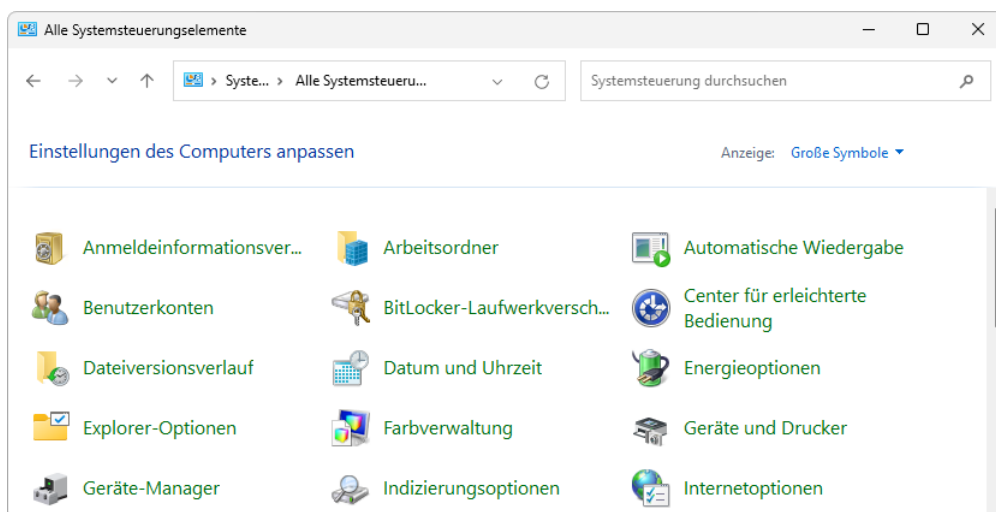 Alle Systemsteuerungselemente
Syste... Alle Systemsteueru... Systemsteuerung durchsuchen
Einstellungen des Computers anpassen Anzeige: Große Symbole
Anmeldeinformationsver... Arbeitsordner Automatische Wiedergabe
Benutzerkonten BitLocker-Laufwerkversch... Center für erleichterte
Bedienung
Dateiversionsverlauf Datum und Uhrzeit Energieoptionen
Explorer-Optionen Farbverwaltung Geräte und Drucker
Geräte-Manager Indizierungsoptionen Internetoptionen